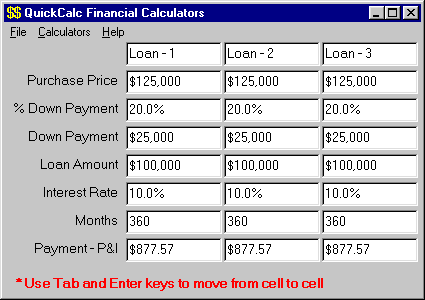 $$ QuickCalc Financial Calculators
File Calculators Help
Loan - 1 Loan - 2 Loan - 3
Purchase Price $125,000 $125,000 $125,000
% Down Payment 20.0% 20.0% 20.0%
Down Payment $25,000 $25,000 $25,000
Loan Amount $100,000 $100,000 $100,000
Interest Rate 10.0% 10.0% 10.0%
Months 360 360 360
Payment - P&I $877.57 $877.57 $877.57
* Use Tab and Enter keys to move from cell to cell